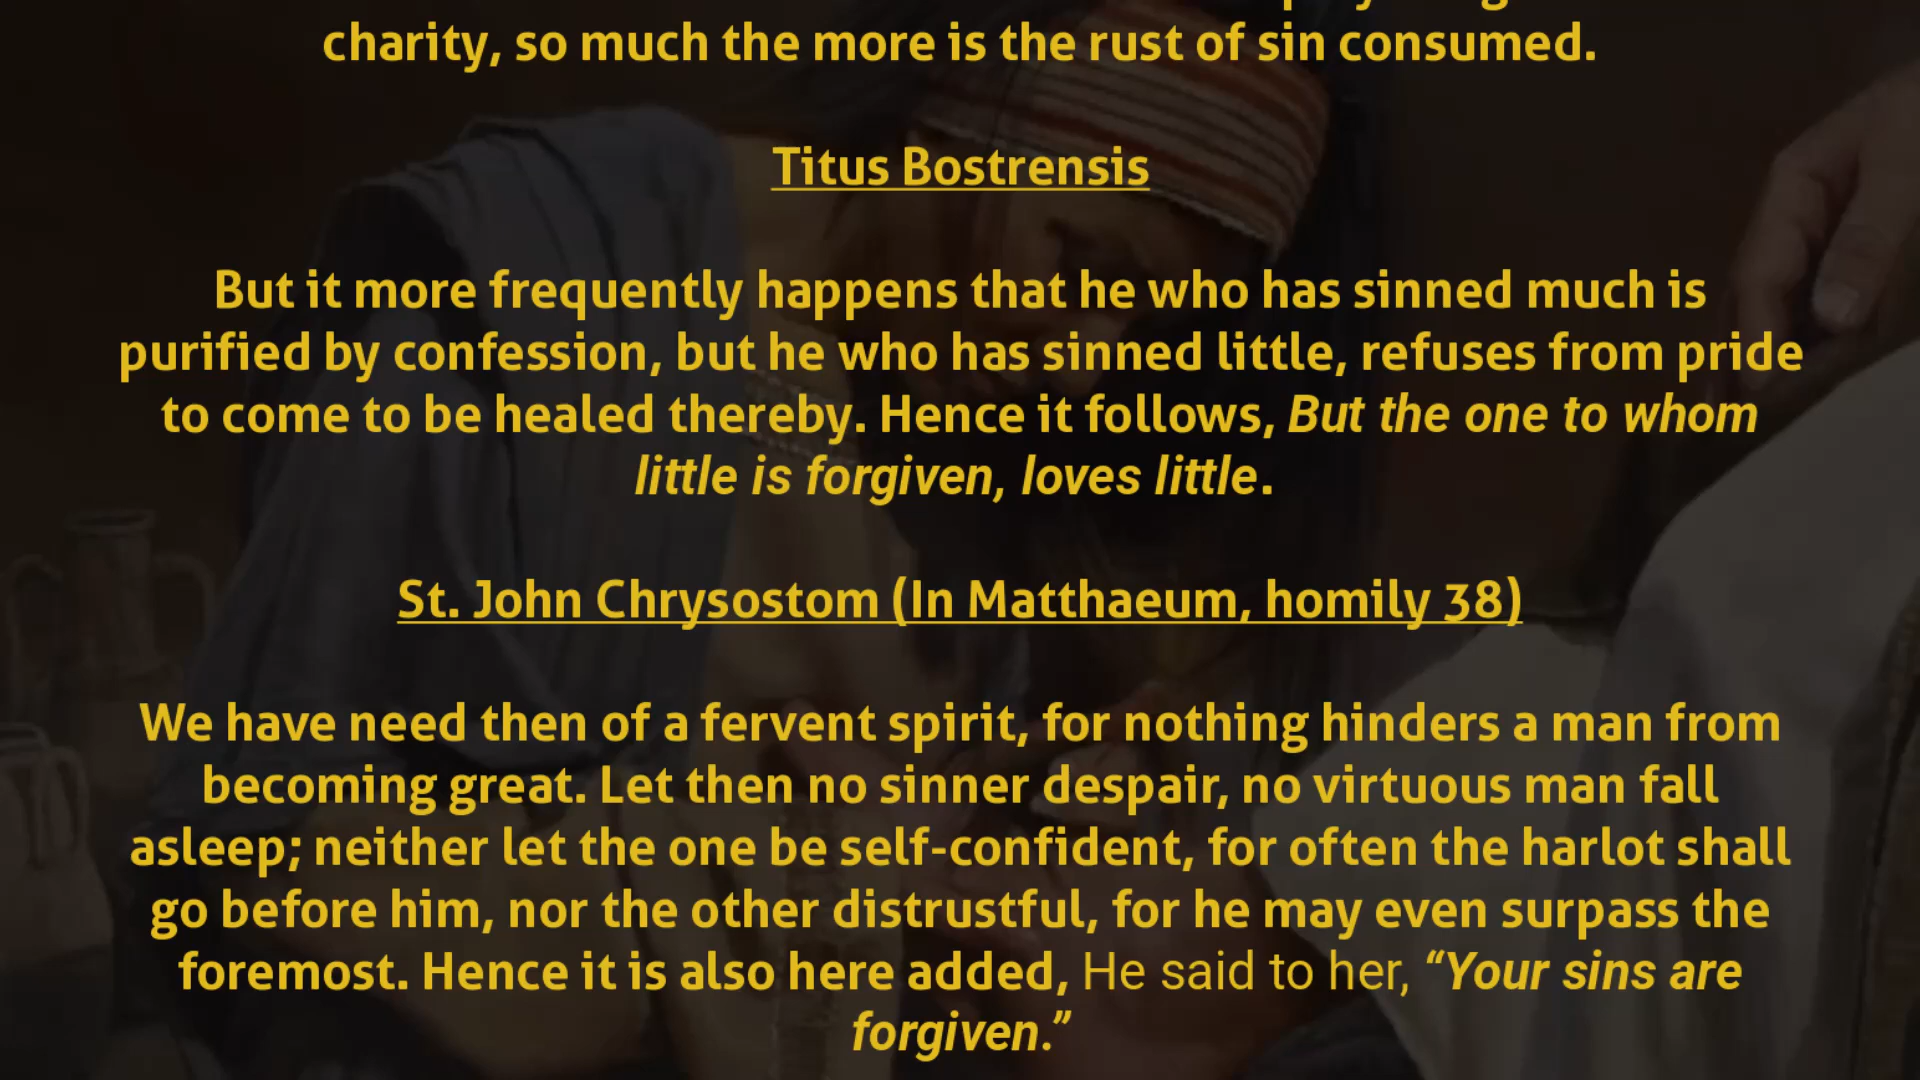 charity, so much the more is the rust of sin consumed.
Titus Bostrensis
But it more frequently happens that he who has sinned much is
purified by confession, but he who has sinned little, refuses from pride
to come to be healed thereby. Hence it follows, But the one to whom
little is forgiven, loves little.
St. John Chrysostom (In Matthaeum, homily 38)
We have need then of a fervent spirit, for nothing hinders a man from
becoming great. Let then no sinner despair, no virtuous man fall
asleep; neither let the one be self-confident, for often the harlot shall
go before him, nor the other distrustful, for he may even surpass the
foremost. Hence it is also here added, He said to her, “Your sins are
forgiven.”